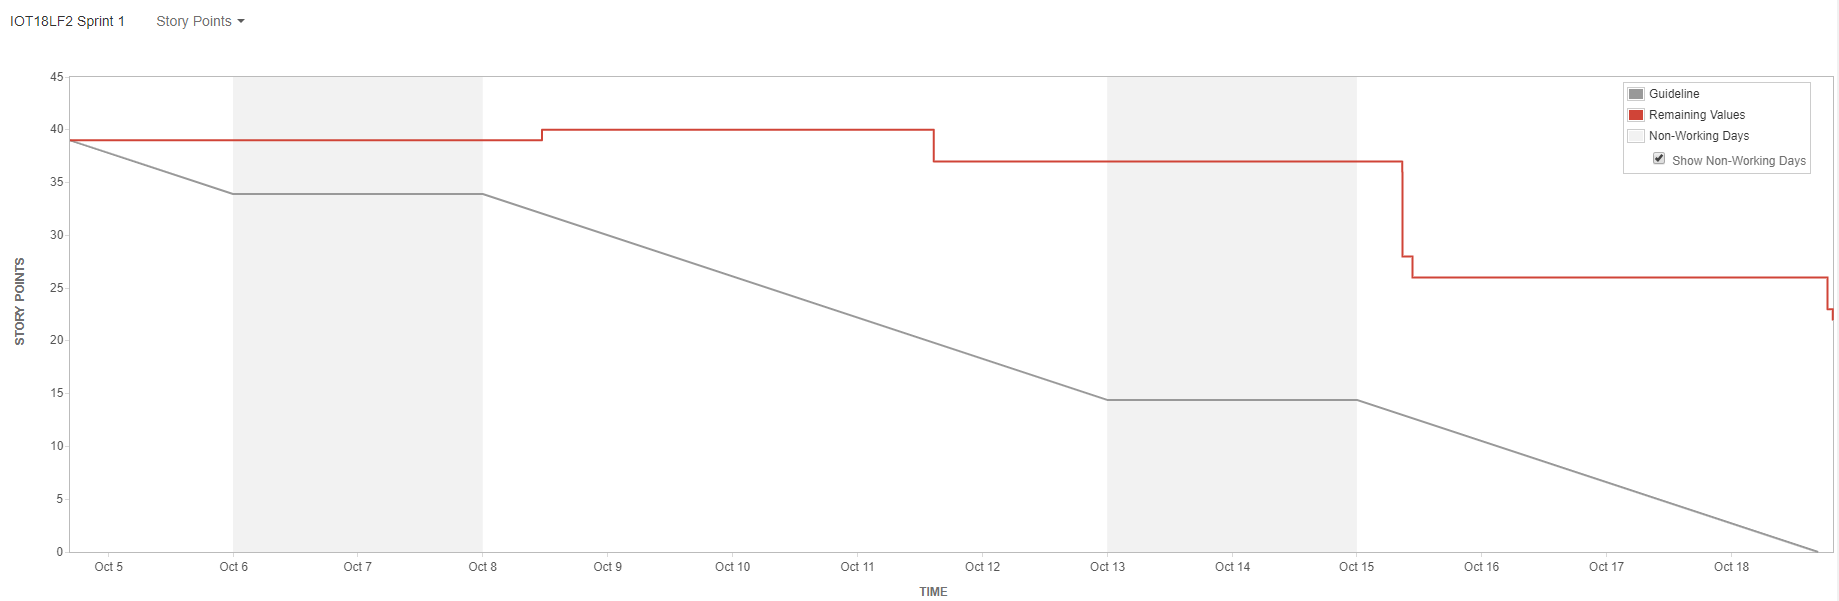 IOT18LF2 Sprint 1 Story Points
45
40
35
30
25
20
15
10
5
0
STORY POINTS
Guideline
Remaining Values
Non-Working Days
Show Non-Working Days
Oct 5 Oct 6 Oct 7 Oct 8 Oct 9 Oct 10 Oct 11 Oct 12 Oct 13 Oct 14 Oct 15 Oct 16 Oct 17 Oct 18
TIME